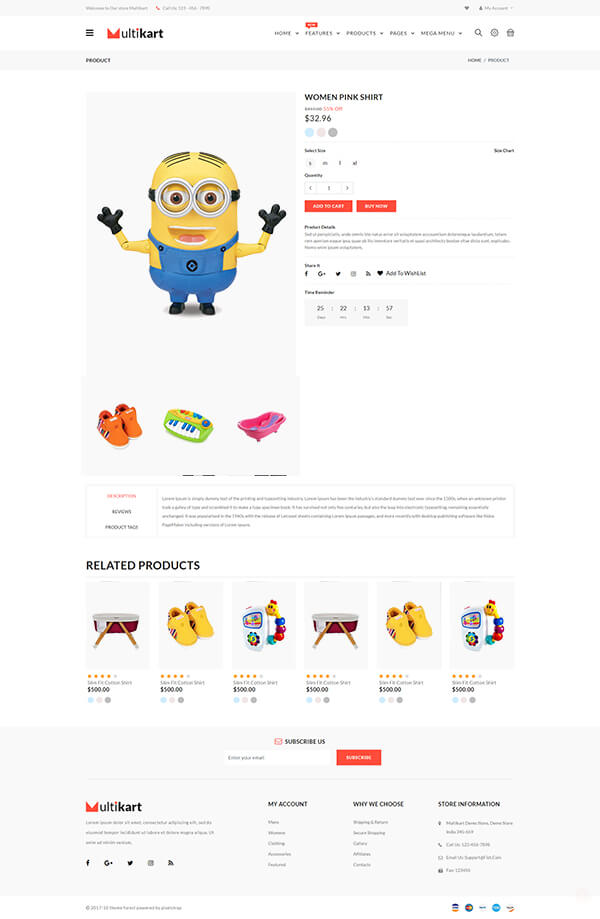 Welcome to Our store Multikart
Call Us: 123 - 456 - 7890
My Account
Multikart
HOME
NEW
FEATURES
PRODUCTS
PAGES
MEGA MENU
PRODUCT
HOME / PRODUCT
WOMEN PINK SHIRT
55% Off
$32.96
Select Size
Size Chart
s m l xl
Quantity
1
ADD TO CART
BUY NOW
Product Details
Sed ut perspiciatis, unde omnis iste natus error sit voluptatem accusantium doloremque laudantium, totam
rem aperiam eaque ipsa, quae ab illo inventore veritatis et quasi architecto beatae vitae dicta sunt, explicabo.
Nemo enim ipsam voluptatem,
Share It
Add To WishList
Time Reminder
25 : 22 : 13 : 57
Days Hrs Min Sec
DESCRIPTION
REVIEWS
PRODUCT TAGS
Lorem Ipsum is simply dummy text of the printing and typesetting industry. Lorem Ipsum has been the industry's standard dummy text ever since the 1500s, when an unknown printer
took a galley of type and scrambled it to make a type specimen book. It has survived not only five centuries, but also the leap into electronic typesetting, remaining essentially
unchanged. It was popularised in the 1960s with the release of Letraset sheets containing Lorem Ipsum passages, and more recently with desktop publishing software like Aldus
PageMaker including versions of Lorem Ipsum.
RELATED PRODUCTS
Slim Fit Cotton Shirt
$500.00
Slim Fit Cotton Shirt
$500.00
Slim Fit Cotton Shirt
$500.00
Slim Fit Cotton Shirt
$500.00
Slim Fit Cotton Shirt
$500.00
Slim Fit Cotton Shirt
$500.00
SUBSCRIBE US
Enter your email
SUBSCRIBE
Multikart
Lorem ipsum dolor sit amet, consectetur adipiscing elit, sed do
eiusmod tempor incididunt ut labore et dolore magna aliqua. Ut
enim ad minim veniam,
MY ACCOUNT
Mens
Womens
Clothing
Accessories
Featured
WHY WE CHOOSE
Shipping & Return
Secure Shopping
Gallary
Affiliates
Contacts
STORE INFORMATION
Multikart Demo Store, Demo Store
India 345-659
Call Us: 123-456-7898
Email Us: Support@Fiot.Com
Fax: 123456
© 2017-18 theme forest powered by pixelstrap